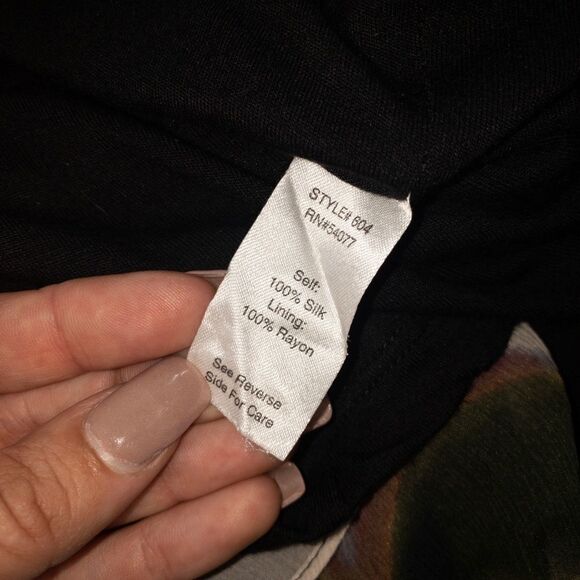 STYLE# 604
RN#54077
Self:
100% Silk
Lining:
100% Rayon
See Reverse
Side For Care